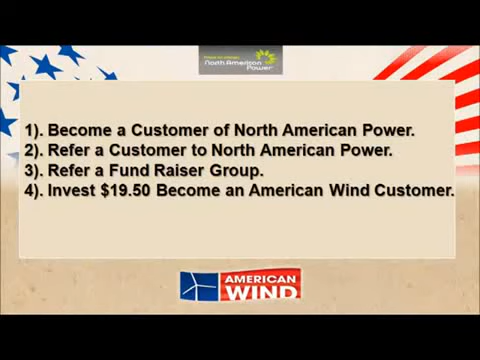 North American
Power
1). Become a Customer of North American Power.
2). Refer a Customer to North American Power.
3). Refer a Fund Raiser Group.
4). Invest $19.50 Become an American Wind Customer.
AMERICAN
WIND